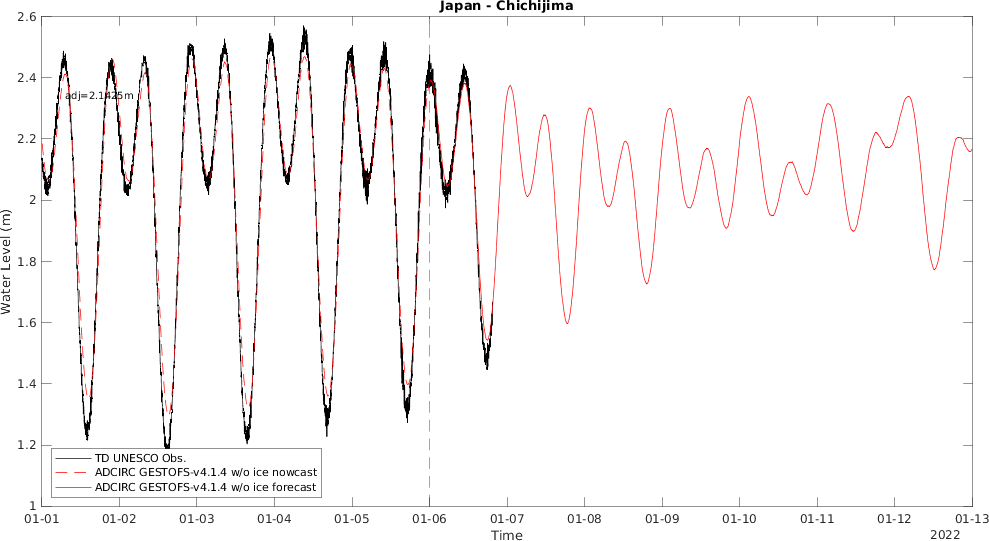 Japan - Chichijima
2.6
2.4
adj=2.1425m
2.2
2
1.8
1.6
1.4
1.2
1
Water Level (m)
TD UNESCO Obs.
ADCIRC GESTOFS-v4.1.4 w/o ice nowcast
ADCIRC GESTOFS-v4.1.4 w/o ice forecast
01-01 01-02 01-03 01-04 01-05 01-06 01-07 01-08 01-09 01-10 01-11 01-12 01-13
Time
2022